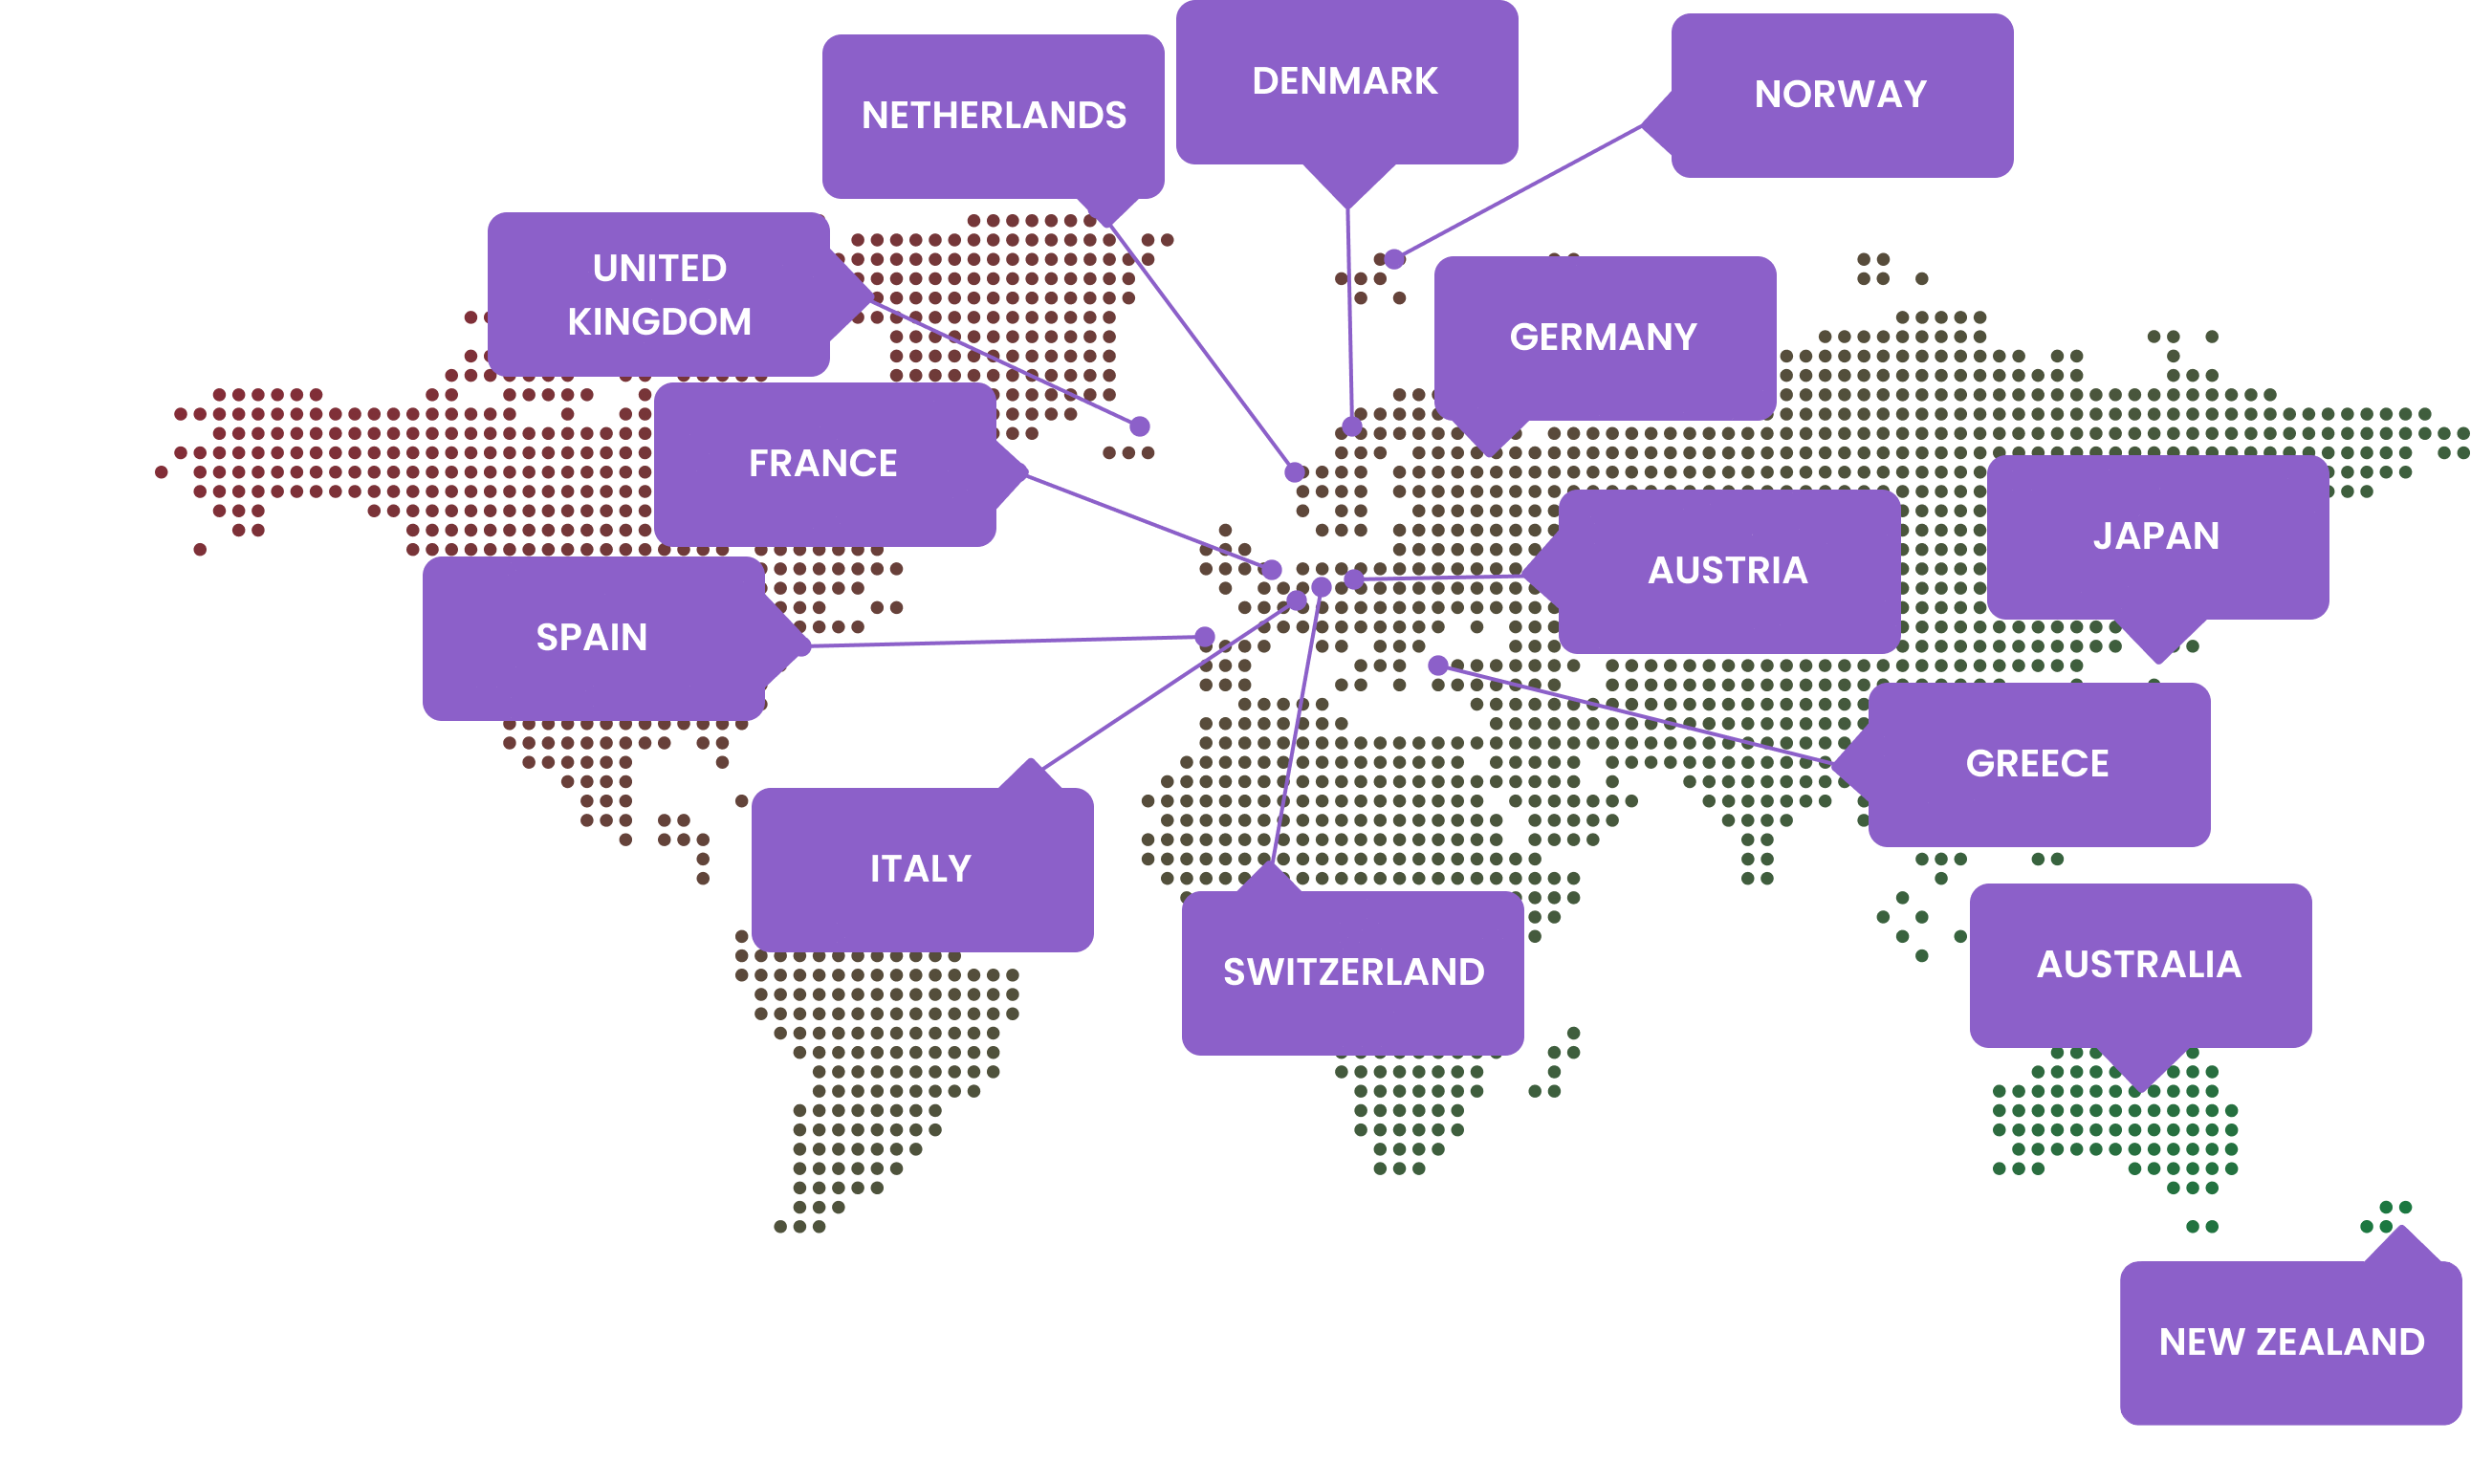 NETHERLANDS
DENMARK
NORWAY
UNITED
KINGDOM
GERMANY
FRANCE
JAPAN
AUSTRIA
SPAIN
GREECE
ITALY
SWITZERLAND
AUSTRALIA
NEW ZEALAND